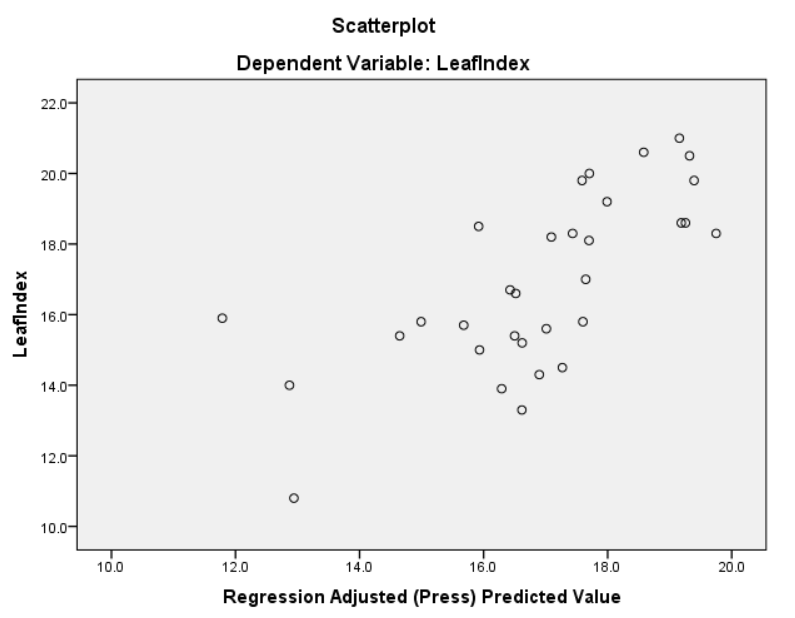 Scatterplot
Dependent Variable: LeafIndex
22.0
20.0
18.0
16.0
14.0
12.0
10.0
LeafIndex
10.0 12.0 14.0 16.0 18.0 20.0
Regression Adjusted (Press) Predicted Value